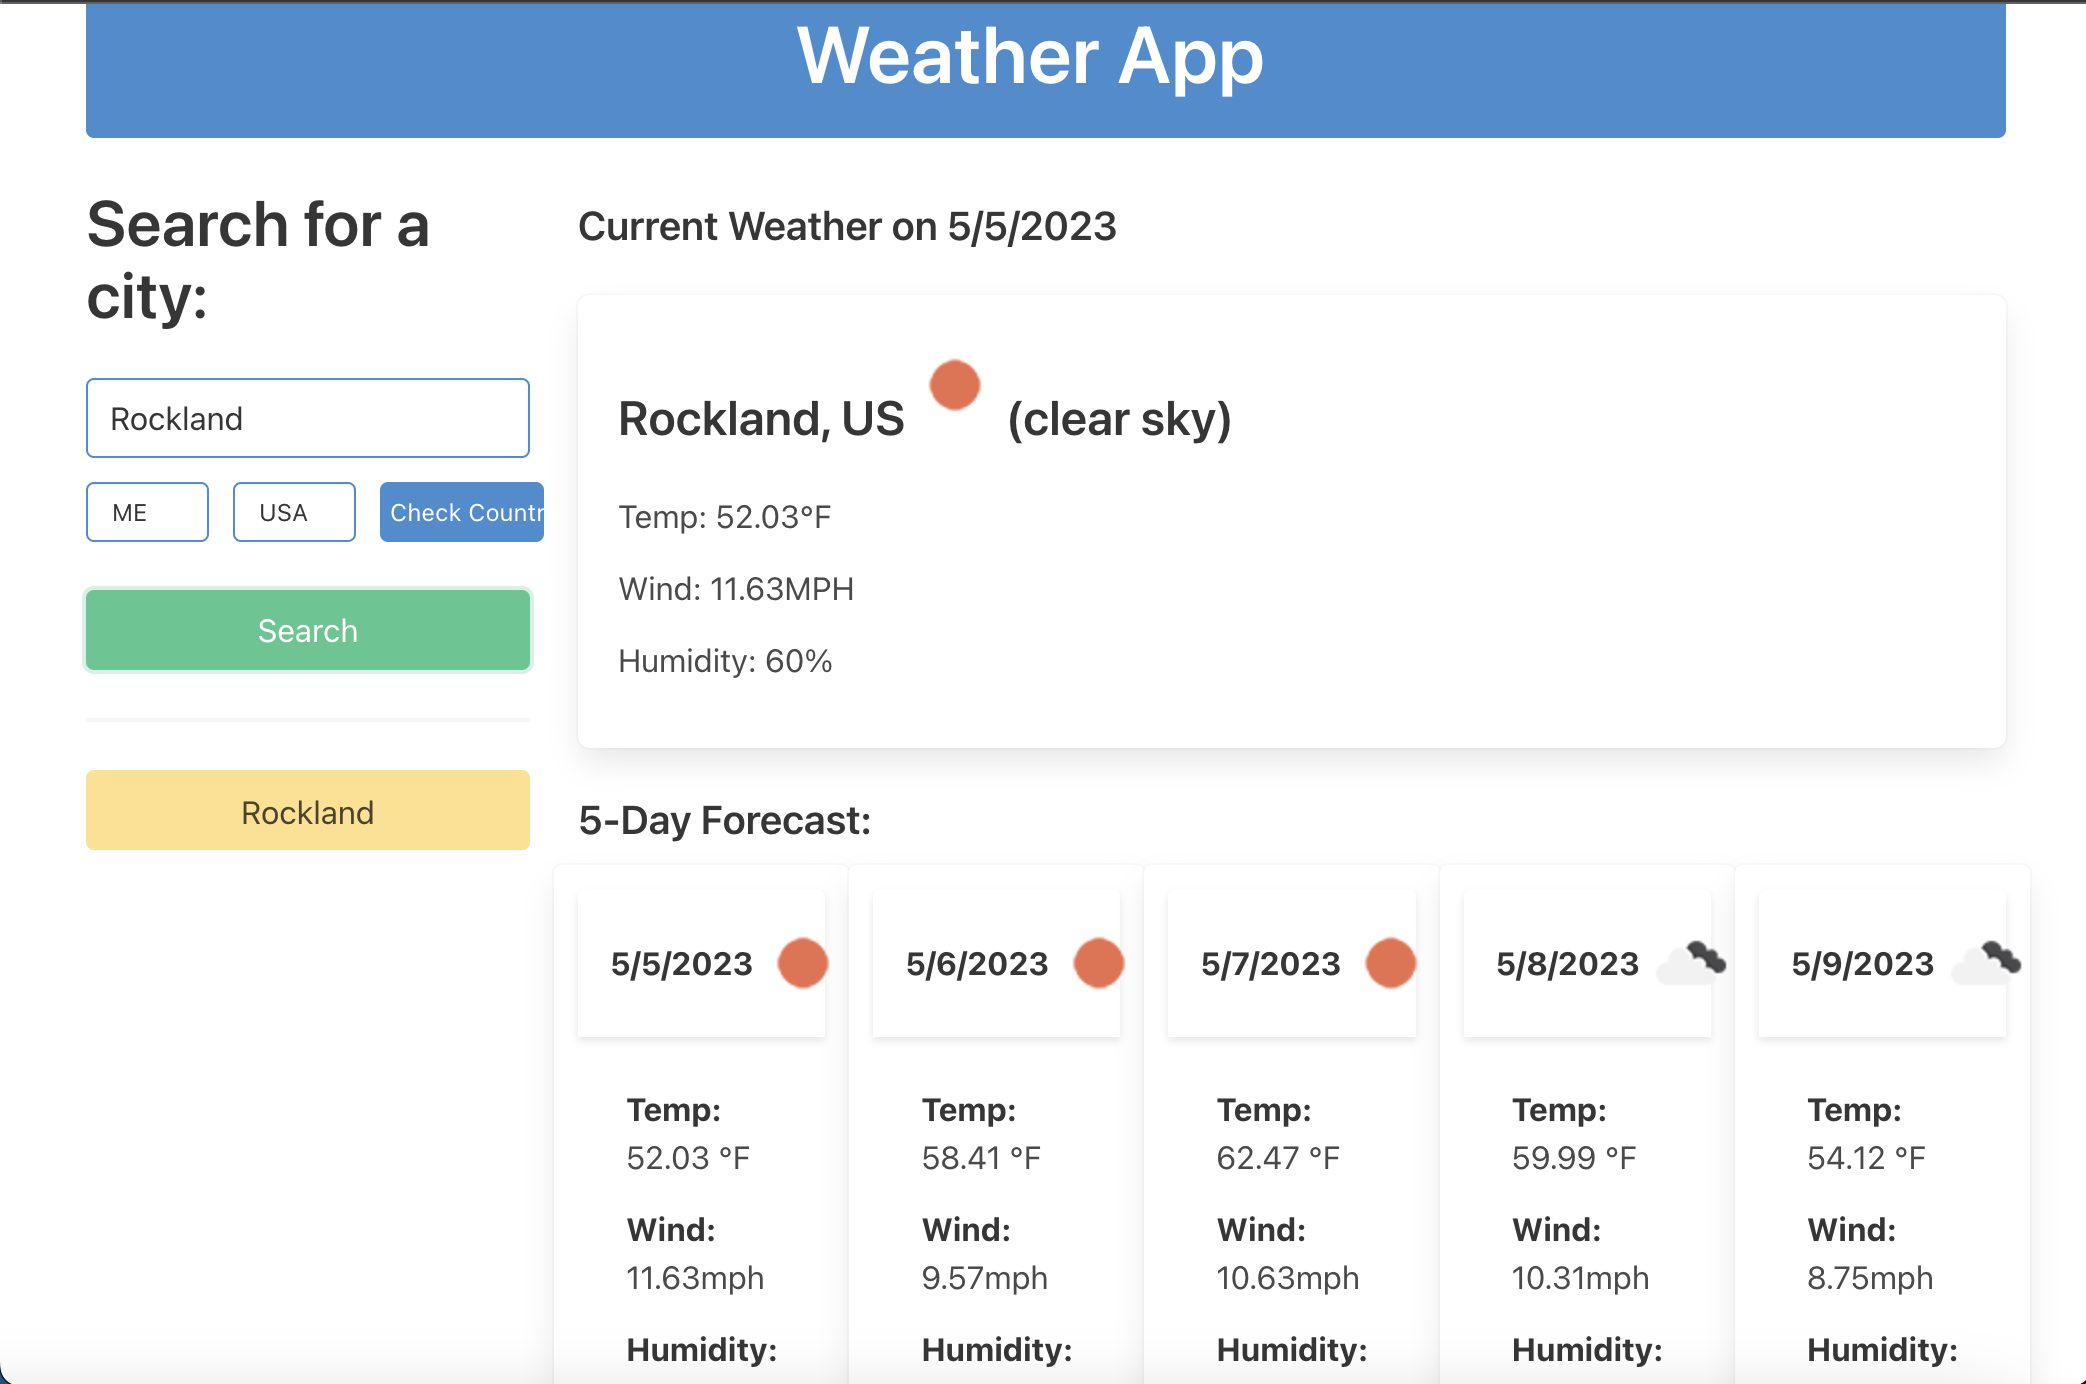 Weather App
Search for a
city:
Rockland
ME
USA
Check Countr
Search
Rockland
Current Weather on 5/5/2023
Rockland, US (clear sky)
Temp: 52.03°F
Wind: 11.63MPH
Humidity: 60%
5-Day Forecast:
5/5/2023
Temp:
52.03 °F
Wind:
11.63mph
Humidity:
5/6/2023
Temp:
58.41 °F
Wind:
9.57mph
Humidity:
5/7/2023
Temp:
62.47 °F
Wind:
10.63mph
Humidity:
5/8/2023
Temp:
59.99 °F
Wind:
10.31mph
Humidity:
5/9/2023
Temp:
54.12 °F
Wind:
8.75mph
Humidity: